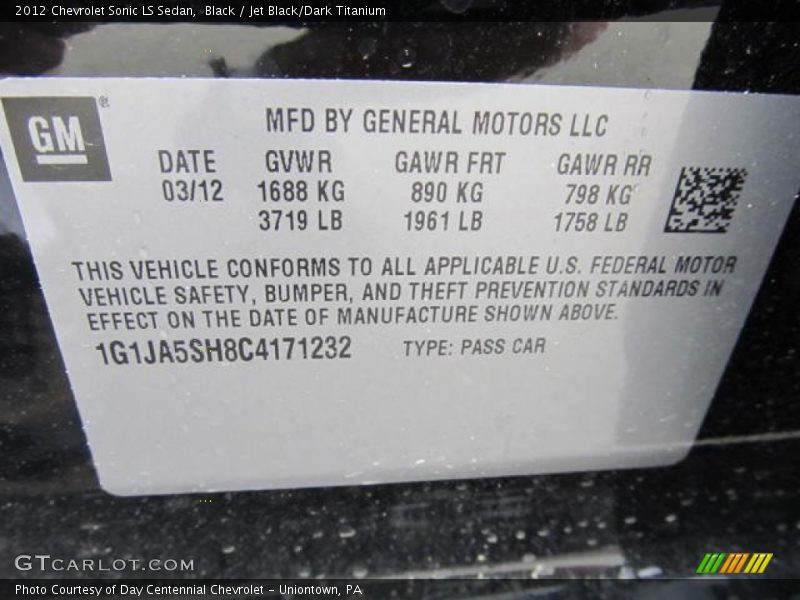 2012 Chevrolet Sonic LS Sedan, Black / Jet Black/Dark Titanium
GM ®
MFD BY GENERAL MOTORS LLC
DATE GVWR GAWR FRT GAWR RR
03/12 1688 KG 890 KG 798 KG
3719 LB 1961 LB 1758 LB
THIS VEHICLE CONFORMS TO ALL APPLICABLE U.S. FEDERAL MOTOR
VEHICLE SAFETY, BUMPER, AND THEFT PREVENTION STANDARDS IN
EFFECT ON THE DATE OF MANUFACTURE SHOWN ABOVE.
1G1JA5SH8C4171232 TYPE: PASS CAR
GTCARLOT.COM
Photo Courtesy of Day Centennial Chevrolet - Uniontown, PA